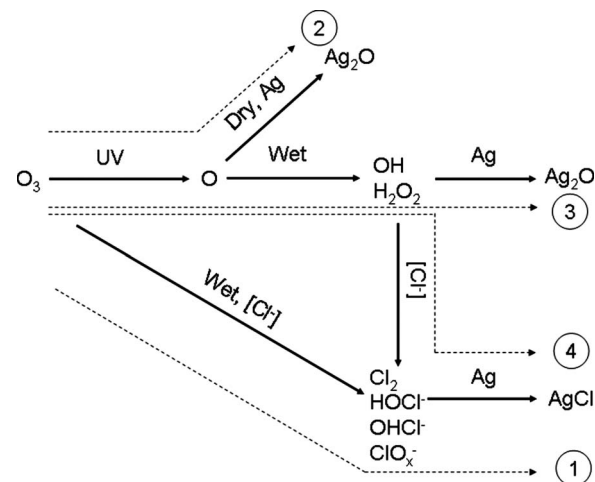 2
Ag₂O
Dry, Ag
UV
Wet
Ag
O₃
O
OH
H₂O₂
Ag₂O
3
Wet, [Cl-]
[Cl-]
4
Cl₂
HOCl-
OHCl-
ClOₓ-
Ag
AgCl
1